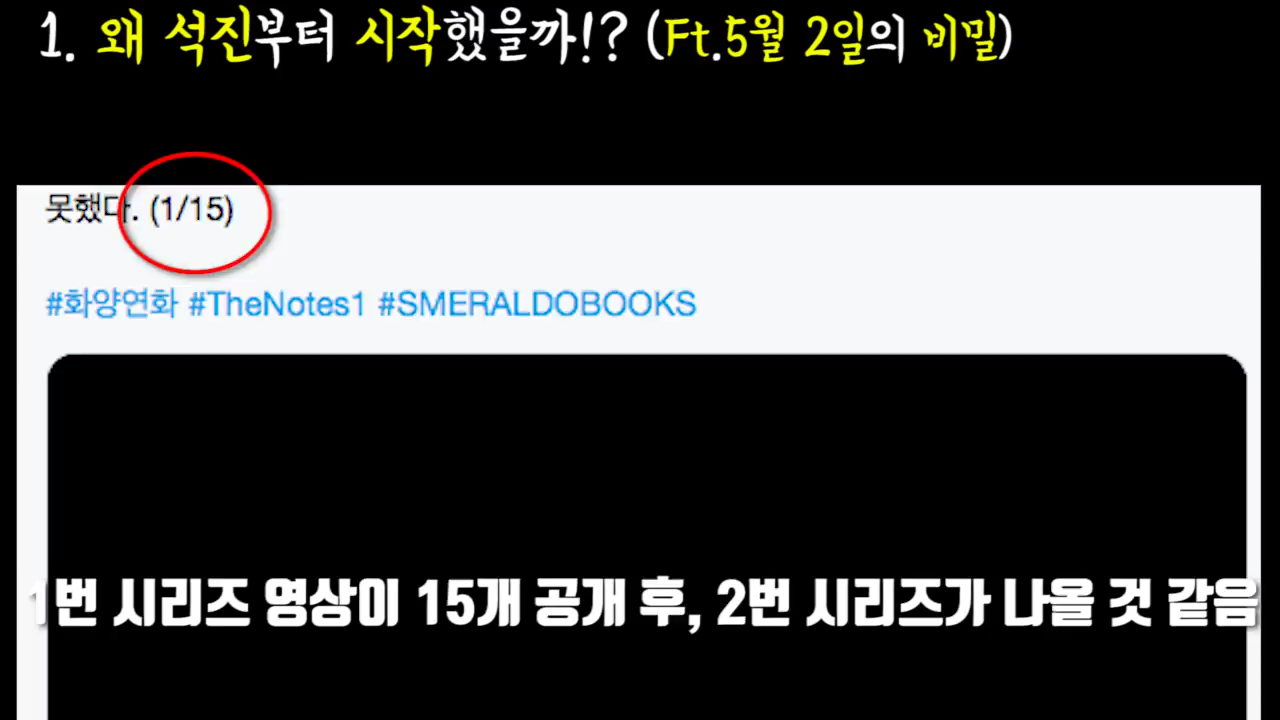 1. 왜 석진부터 시작했을까!? (Ft.5월 2일의 비밀)
못했다. (1/15)
#화양연화 #TheNotes1 #SMERALDOBOOKS
1번 시리즈 영상이 15개 공개 후, 2번 시리즈가 나올 것 같음